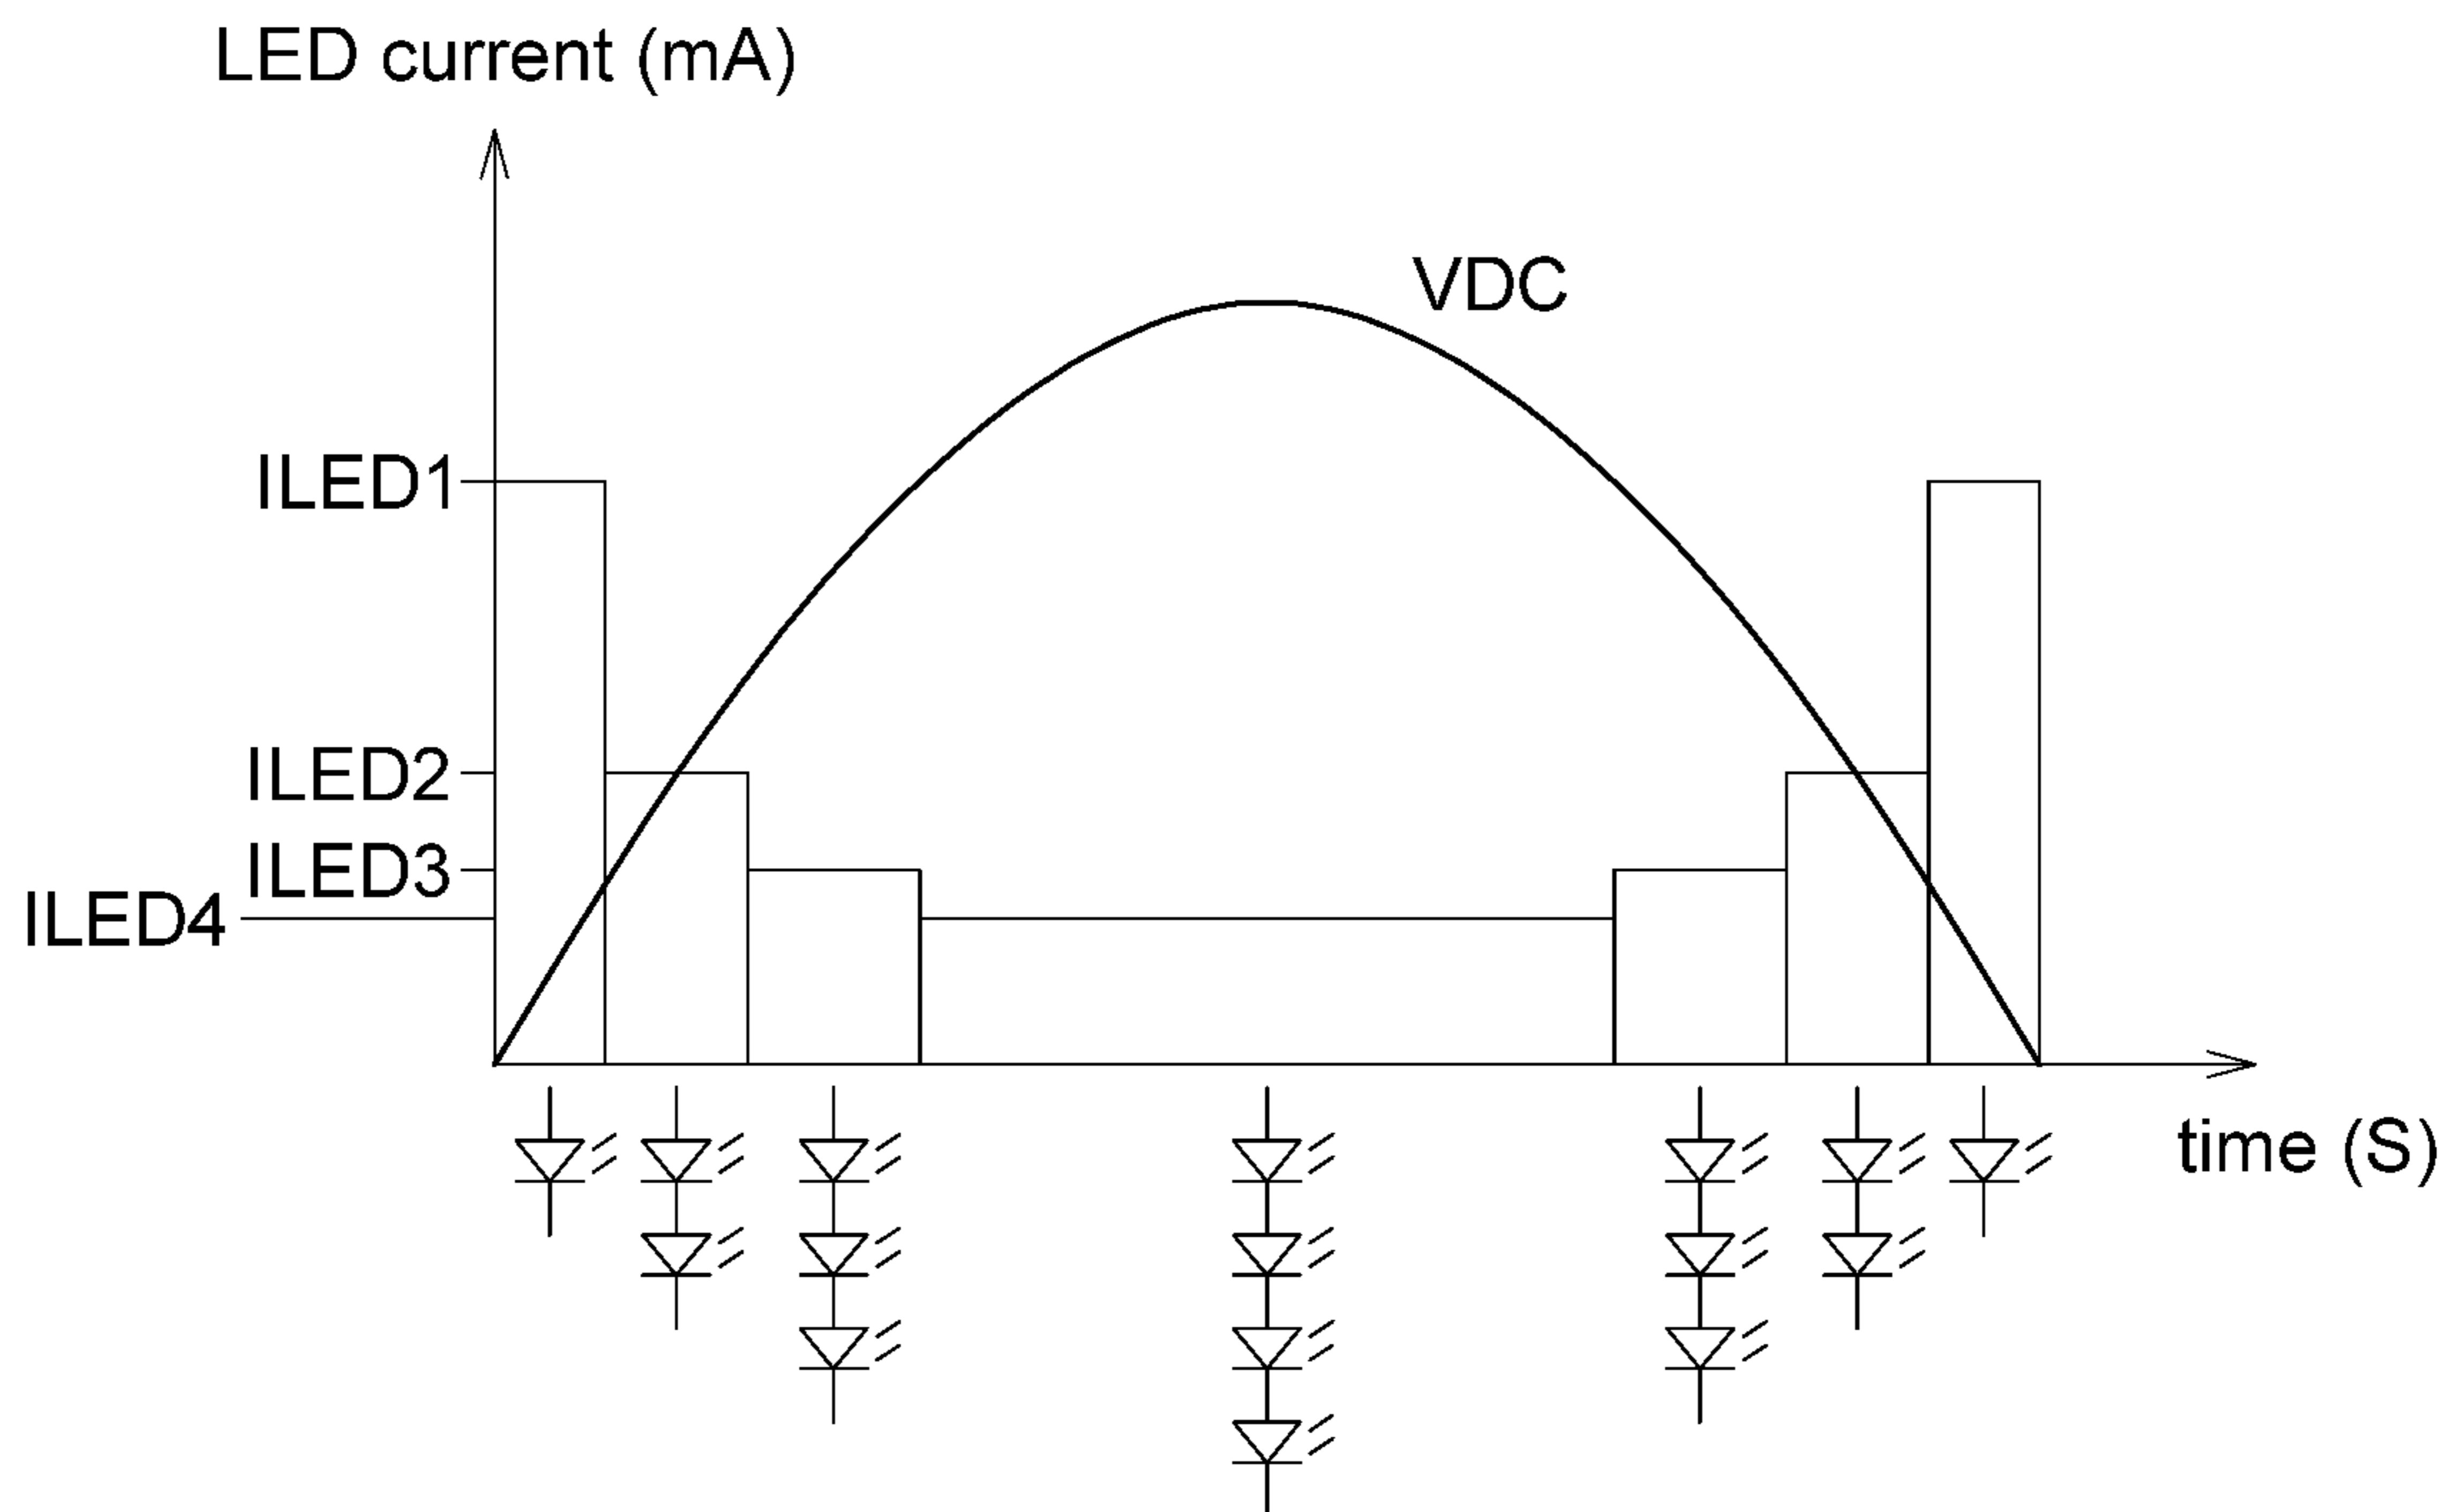 LED current (mA)
VDC
ILED1
ILED2
ILED3
ILED4
time (S)